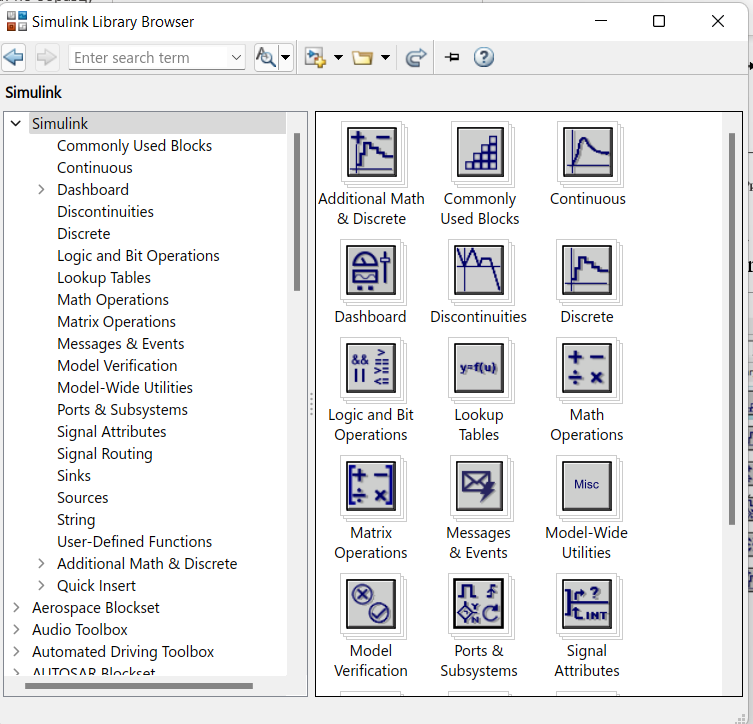 Simulink Library Browser
Enter search term
Simulink
Simulink
Commonly Used Blocks
Continuous
Dashboard
Discontinuities
Discrete
Logic and Bit Operations
Lookup Tables
Math Operations
Matrix Operations
Messages & Events
Model Verification
Model-Wide Utilities
Ports & Subsystems
Signal Attributes
Signal Routing
Sinks
Sources
String
User-Defined Functions
Additional Math & Discrete
Quick Insert
Aerospace Blockset
Audio Toolbox
Automated Driving Toolbox
AUTOSAR Blockset
Additional Math
& Discrete
Commonly
Used Blocks
Continuous
Dashboard
Discontinuities
Discrete
&& >
|| ==
<=
Logic and Bit
Operations
y=f(u)
Lookup
Tables
+ −
÷ ×
Math
Operations
+ −
÷ ×
Matrix
Operations
Messages
& Events
Misc
Model-Wide
Utilities
Model
Verification
Y
N
Ports &
Subsystems
?
INT
Signal
Attributes